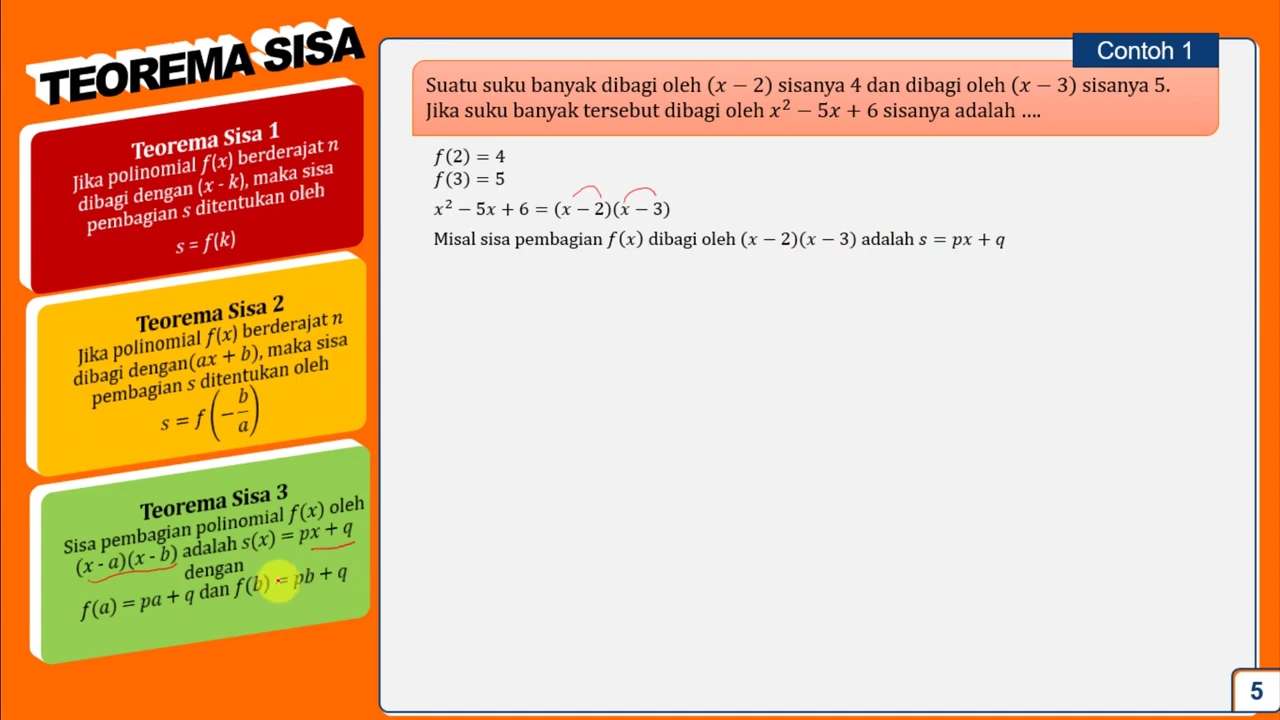 TEOREMA SISA
Teorema Sisa 1
Jika polinomial f(x) berderajat n
dibagi dengan (x - k), maka sisa
pembagian s ditentukan oleh
s = f(k)
Teorema Sisa 2
Jika polinomial f(x) berderajat n
dibagi dengan(ax + b), maka sisa
pembagian s ditentukan oleh
s = f(−b/a)
Teorema Sisa 3
Sisa pembagian polinomial f(x) oleh
(x - a)(x - b) adalah s(x) = px + q
dengan
f(a) = pa + q dan f(b) = pb + q
Contoh 1
Suatu suku banyak dibagi oleh (x − 2) sisanya 4 dan dibagi oleh (x − 3) sisanya 5.
Jika suku banyak tersebut dibagi oleh x² − 5x + 6 sisanya adalah ....
f(2) = 4
f(3) = 5
x² − 5x + 6 = (x − 2)(x − 3)
Misal sisa pembagian f(x) dibagi oleh (x − 2)(x − 3) adalah s = px + q
5